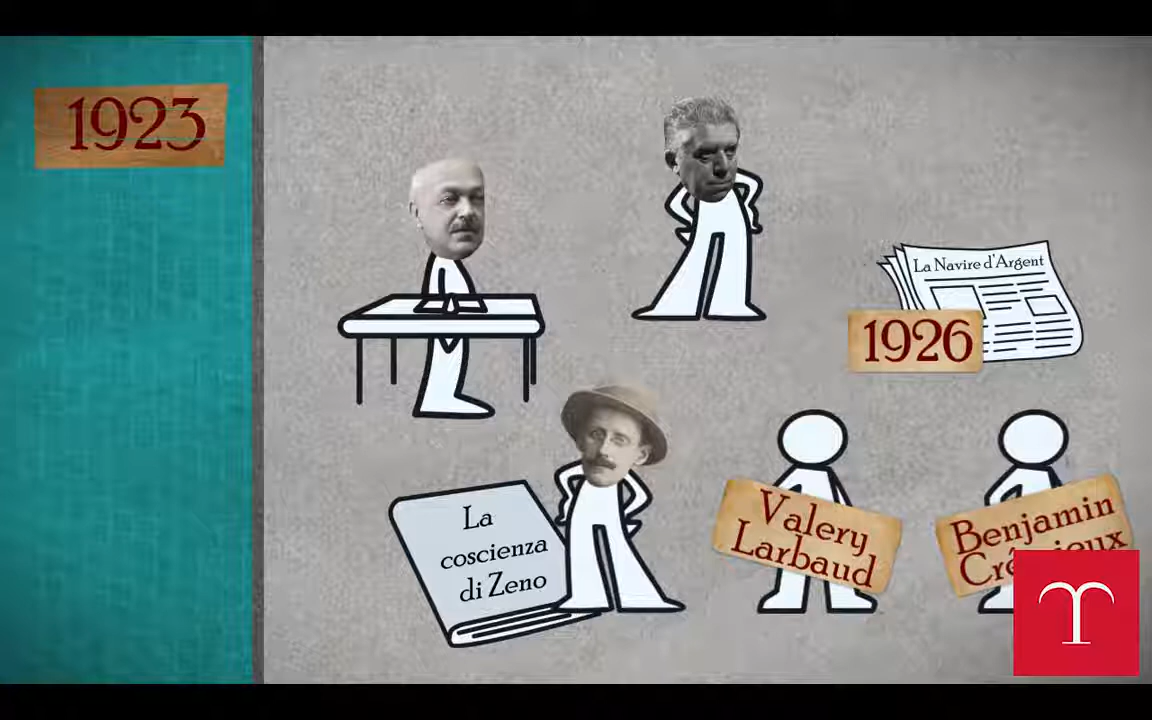 1923
La Navire d'Argent
1926
La
coscienza
di Zeno
Valery
Larbaud
Benjamin